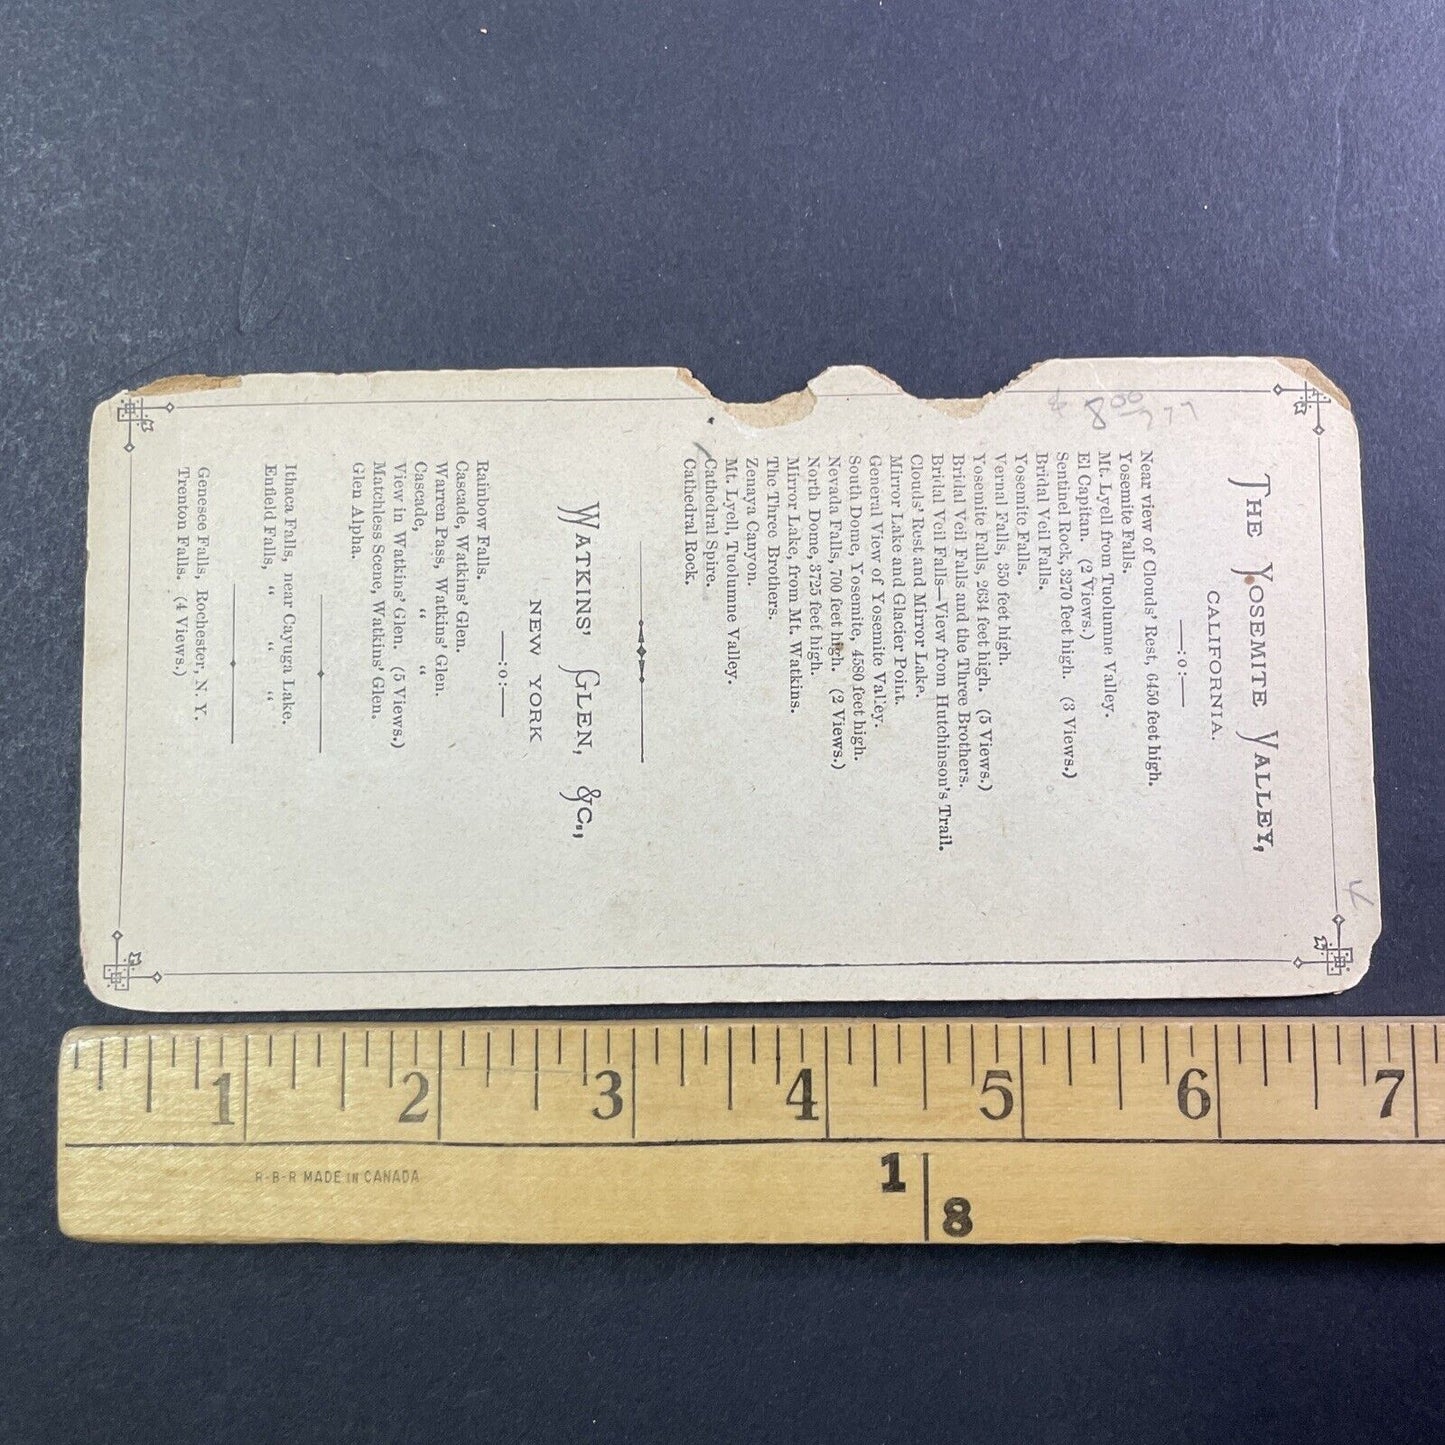 The Yosemite Valley,
CALIFORNIA.
—:o:—
Near view of Clouds' Rest, 6450 feet high.
Yosemite Falls.
Mt. Lyell from Tuolumne Valley.
El Capitan. (2 Views.)
Sentinel Rock, 3270 feet high. (3 Views.)
Bridal Veil Falls.
Yosemite Falls.
Vernal Falls, 350 feet high.
Yosemite Falls, 2634 feet high. (5 Views.)
Bridal Veil Falls and the Three Brothers.
Bridal Veil Falls—View from Hutchinson's Trail.
Clouds' Rest and Mirror Lake.
Mirror Lake and Glacier Point.
General View of Yosemite Valley.
South Dome, Yosemite, 4580 feet high.
Nevada Falls, 700 feet high. (2 Views.)
North Dome, 3725 feet high.
Mirror Lake, from Mt. Watkins.
The Three Brothers.
Zenaya Canyon.
Mt. Lyell, Tuolumne Valley.
Cathedral Spire.
Cathedral Rock.
Watkins' Glen, &c.,
NEW YORK
—:o:—
Rainbow Falls.
Cascade, Watkins' Glen.
Warren Pass, Watkins' Glen.
Cascade, " "
View in Watkins' Glen. (5 Views.)
Matchless Scene, Watkins' Glen.
Glen Alpha.
Ithaca Falls, near Cayuga Lake.
Enfield Falls, " " "
Genesee Falls, Rochester, N. Y.
Trenton Falls. (4 Views.)
1 2 3 4 5 6 7
R-B-R MADE IN CANADA
1 8